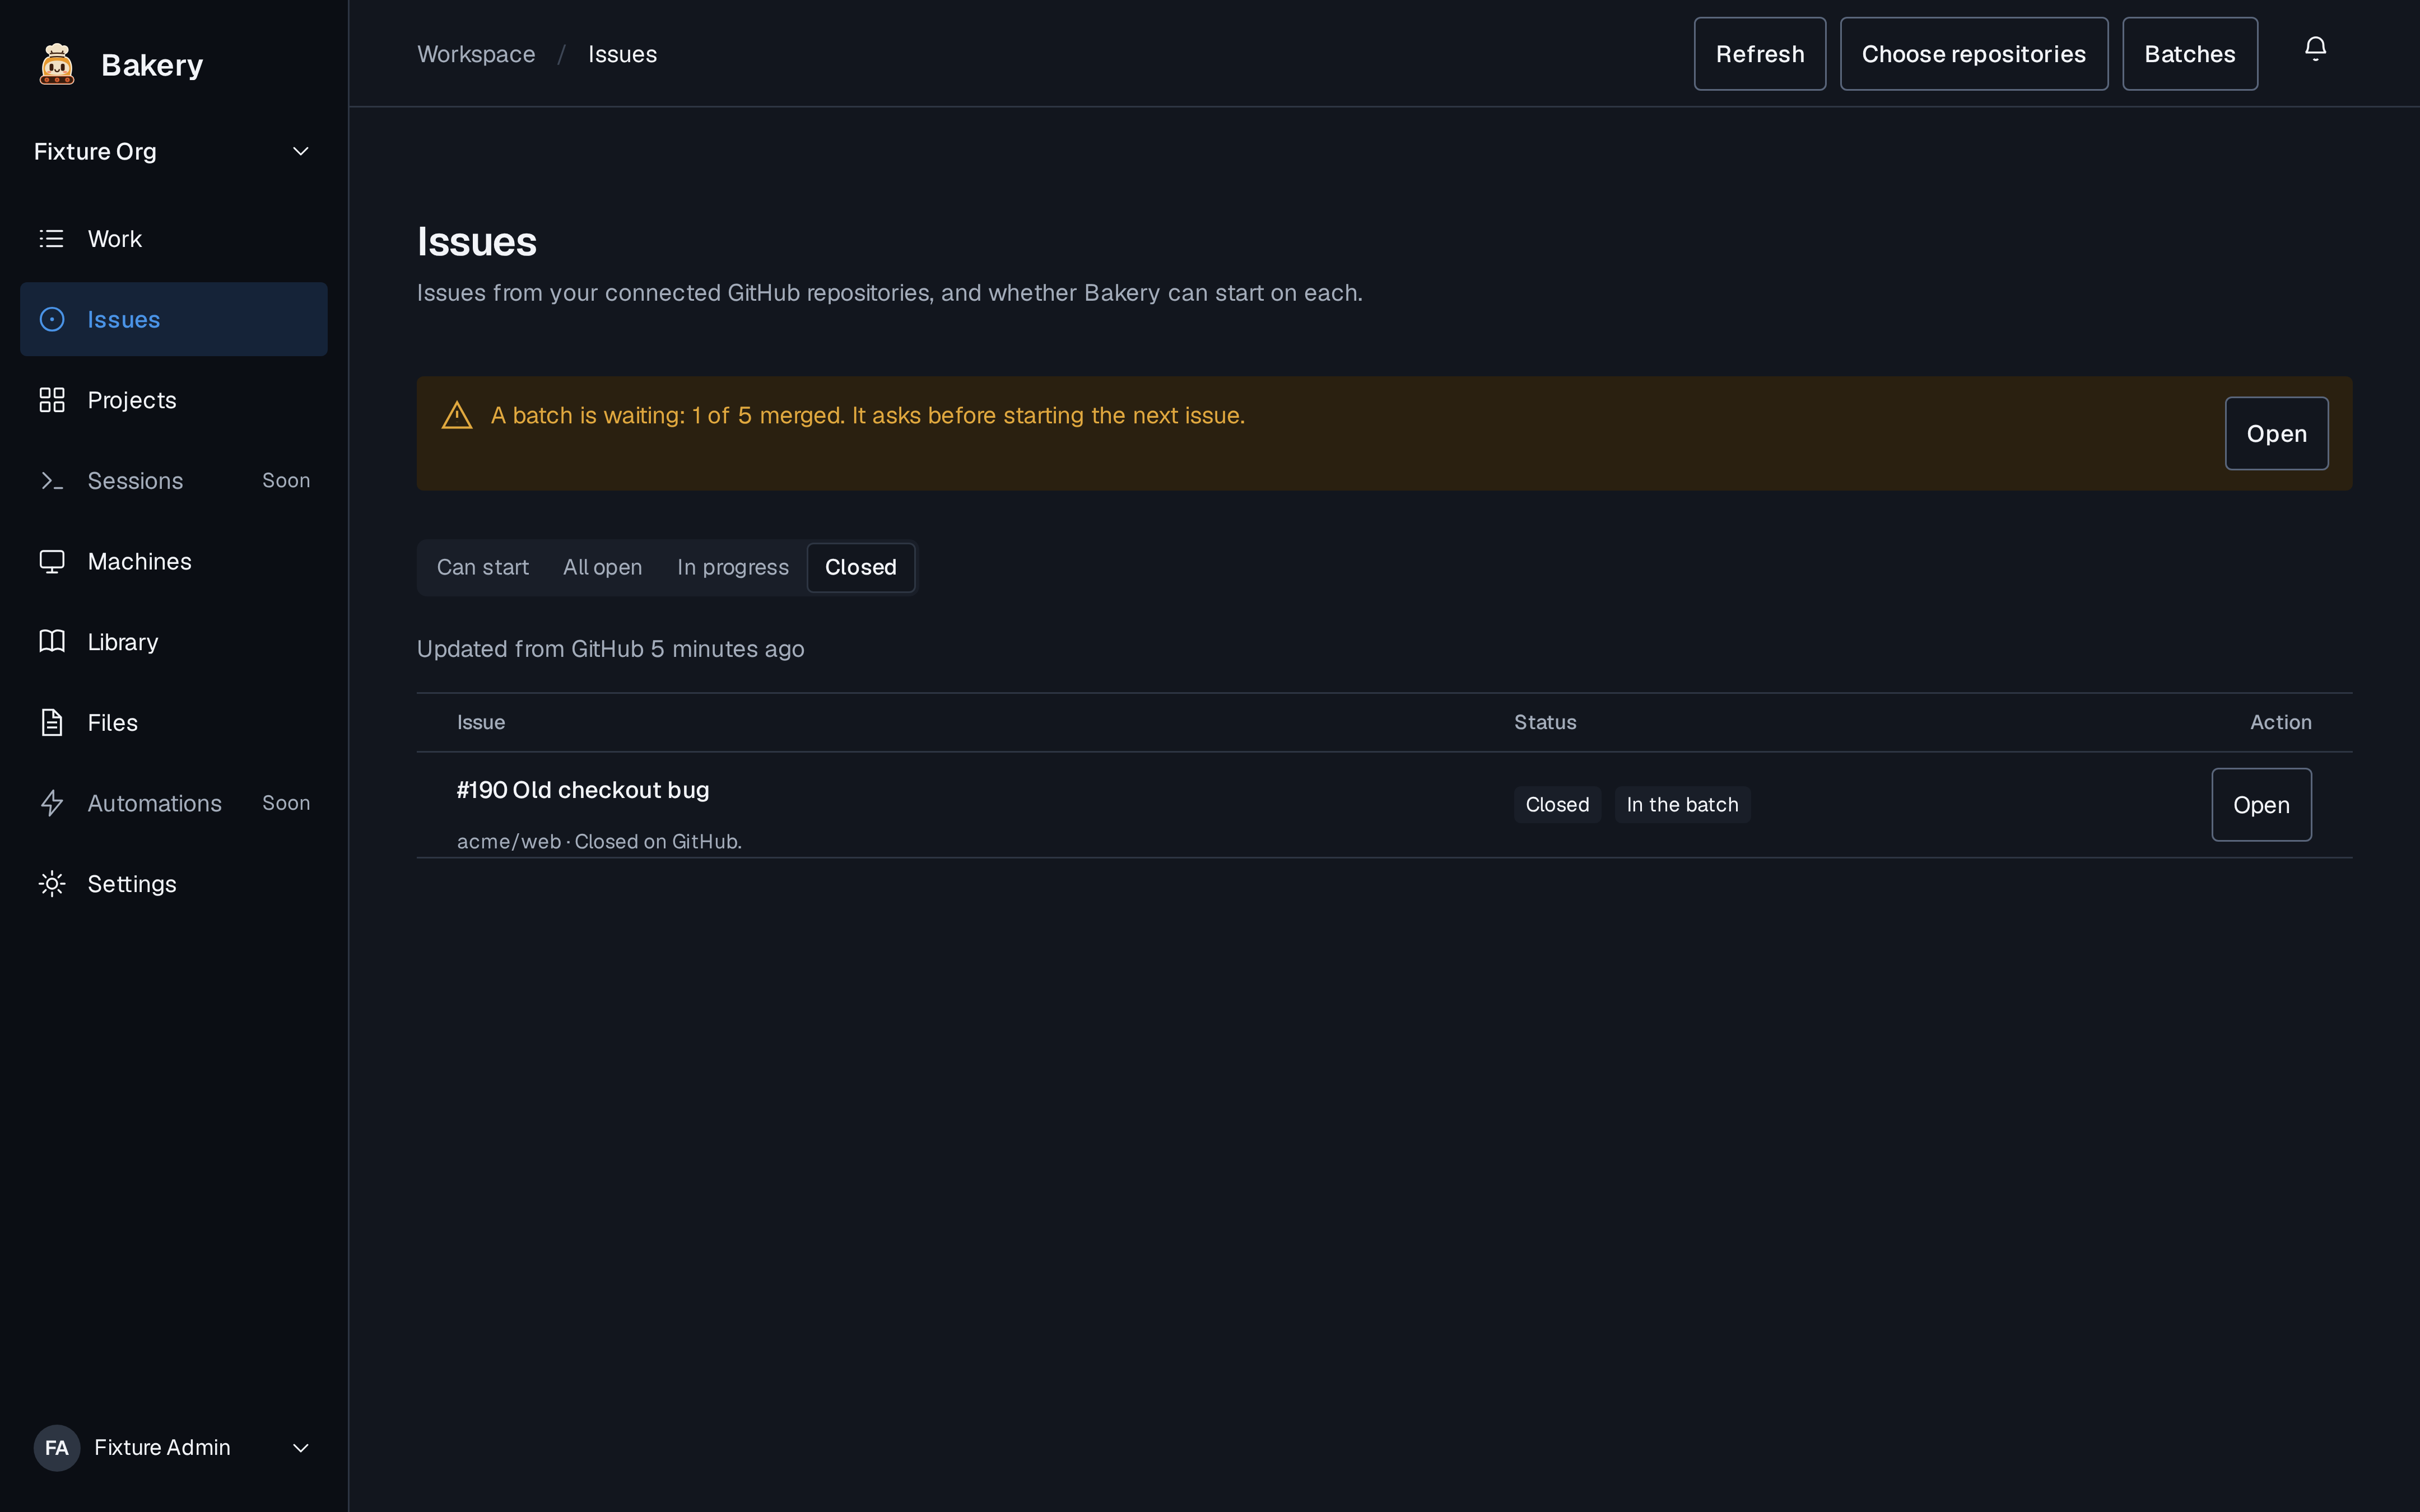 Bakery
Fixture Org
Work
Issues
Projects
Sessions Soon
Machines
Library
Files
Automations Soon
Settings
FA Fixture Admin
Workspace / Issues
Refresh
Choose repositories
Batches
Issues
Issues from your connected GitHub repositories, and whether Bakery can start on each.
A batch is waiting: 1 of 5 merged. It asks before starting the next issue.
Open
Can start All open In progress Closed
Updated from GitHub 5 minutes ago
Issue Status Action
#190 Old checkout bug
acme/web · Closed on GitHub.
Closed In the batch
Open